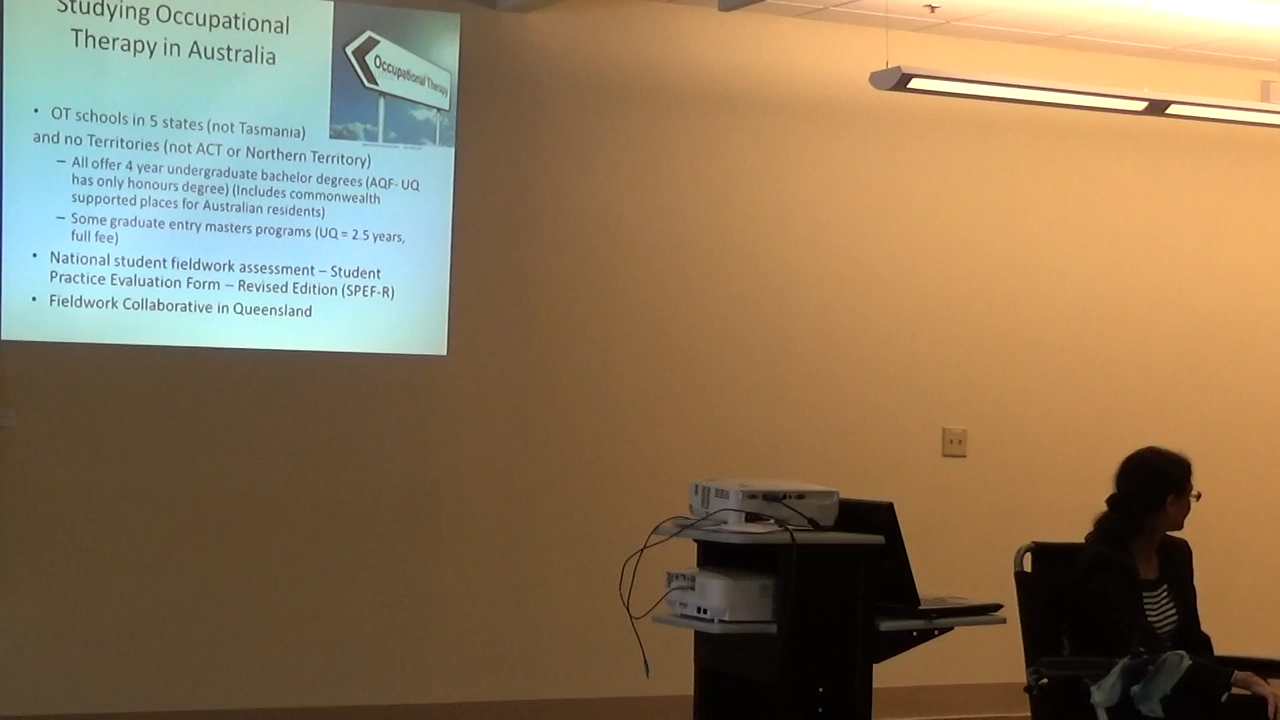 Studying Occupational
Therapy in Australia
Occupational Therapy
• OT schools in 5 states (not Tasmania)
and no Territories (not ACT or Northern Territory)
– All offer 4 year undergraduate bachelor degrees (AQF- UQ
has only honours degree) (Includes commonwealth
supported places for Australian residents)
– Some graduate entry masters programs (UQ = 2.5 years,
full fee)
• National student fieldwork assessment – Student
Practice Evaluation Form – Revised Edition (SPEF-R)
• Fieldwork Collaborative in Queensland